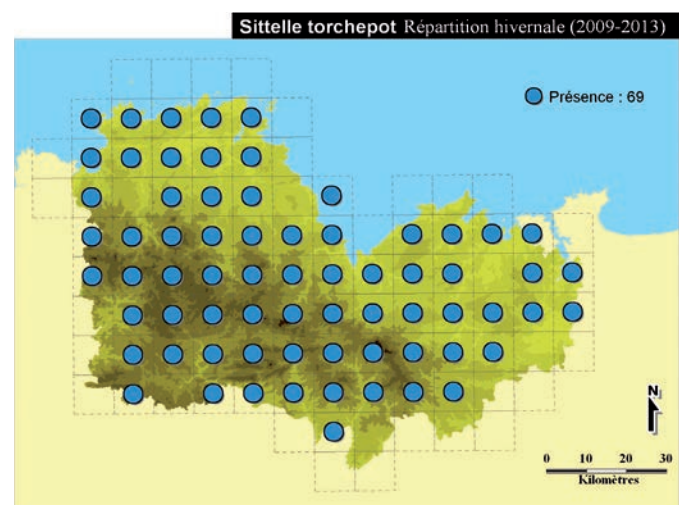 Sittelle torchepot Répartition hivernale (2009-2013)
Présence : 69
N
0 10 20 30
Kilomètres